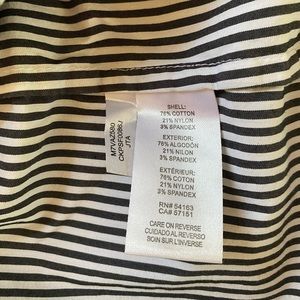 SHELL:
76% COTTON
21% NYLON
3% SPANDEX
EXTERIOR:
76% ALGODÓN
21% NILON
3% SPANDEX
EXTÉRIEUR:
76% COTON
21% NYLON
3% SPANDEX
RN# 54163
CA# 57151
CARE ON REVERSE
CUIDADO AL REVERSO
SOIN SUR L'INVERSE
JTA